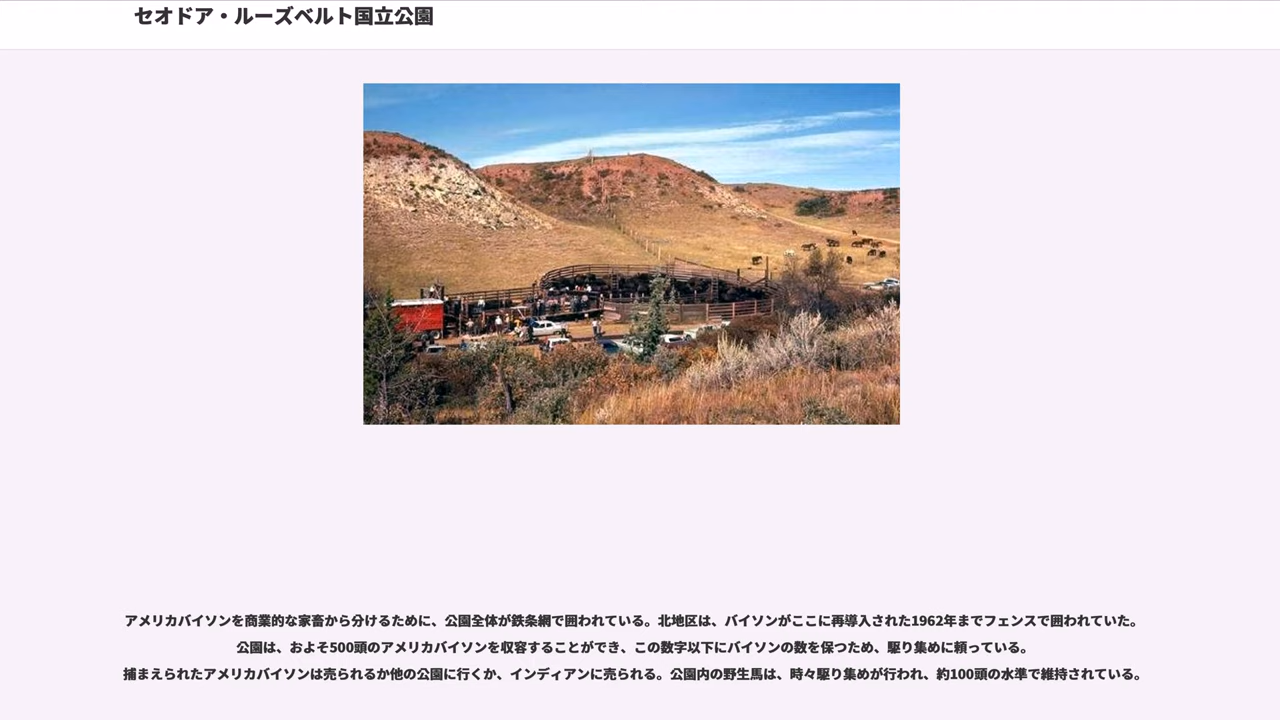 セオドア・ルーズベルト国立公園
アメリカバイソンを商業的な家畜から分けるために、公園全体が鉄条網で囲われている。北地区は、バイソンがここに再導入された1962年までフェンスで囲われていた。
公園は、およそ500頭のアメリカバイソンを収容することができ、この数字以下にバイソンの数を保つため、駆り集めに頼っている。
捕まえられたアメリカバイソンは売られるか他の公園に行くか、インディアンに売られる。公園内の野生馬は、時々駆り集めが行われ、約100頭の水準で維持されている。